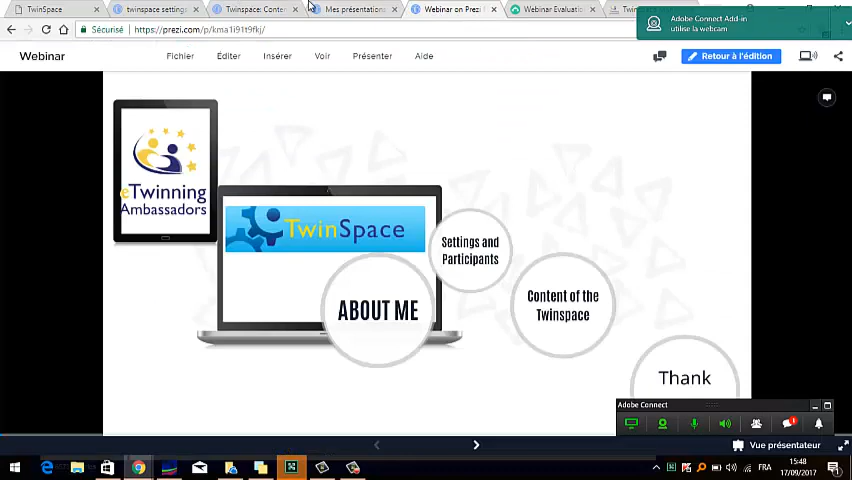 TwinSpace
twinspace settings
Twinspace: Conte
Mes présentations
Webinar on Prezi
Webinar Evaluatio
Adobe Connect Add-in
utilise la webcam
Sécurisé
https://prezi.com/p/kma1i91t9fkj/
Webinar
Fichier
Éditer
Insérer
Voir
Présenter
Aide
Retour à l'édition
eTwinning
Ambassadors
TwinSpace
Settings and
Participants
ABOUT ME
Content of the
Twinspace
Thank
Adobe Connect
Vue présentateur
FRA
15:48
17/09/2017